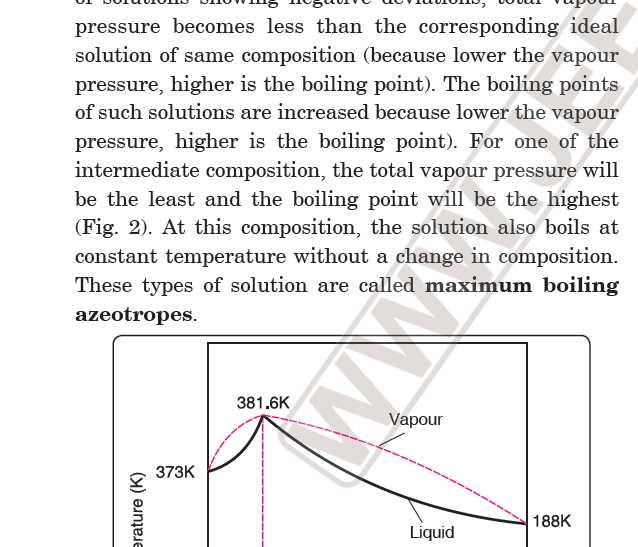 of solutions showing negative deviations, total vapour
pressure becomes less than the corresponding ideal
solution of same composition (because lower the vapour
pressure, higher is the boiling point). The boiling points
of such solutions are increased because lower the vapour
pressure, higher is the boiling point). For one of the
intermediate composition, the total vapour pressure will
be the least and the boiling point will be the highest
(Fig. 2). At this composition, the solution also boils at
constant temperature without a change in composition.
These types of solution are called maximum boiling
azeotropes.
381.6K
Vapour
373K
188K
Liquid
erature (K)
WWW.JEE